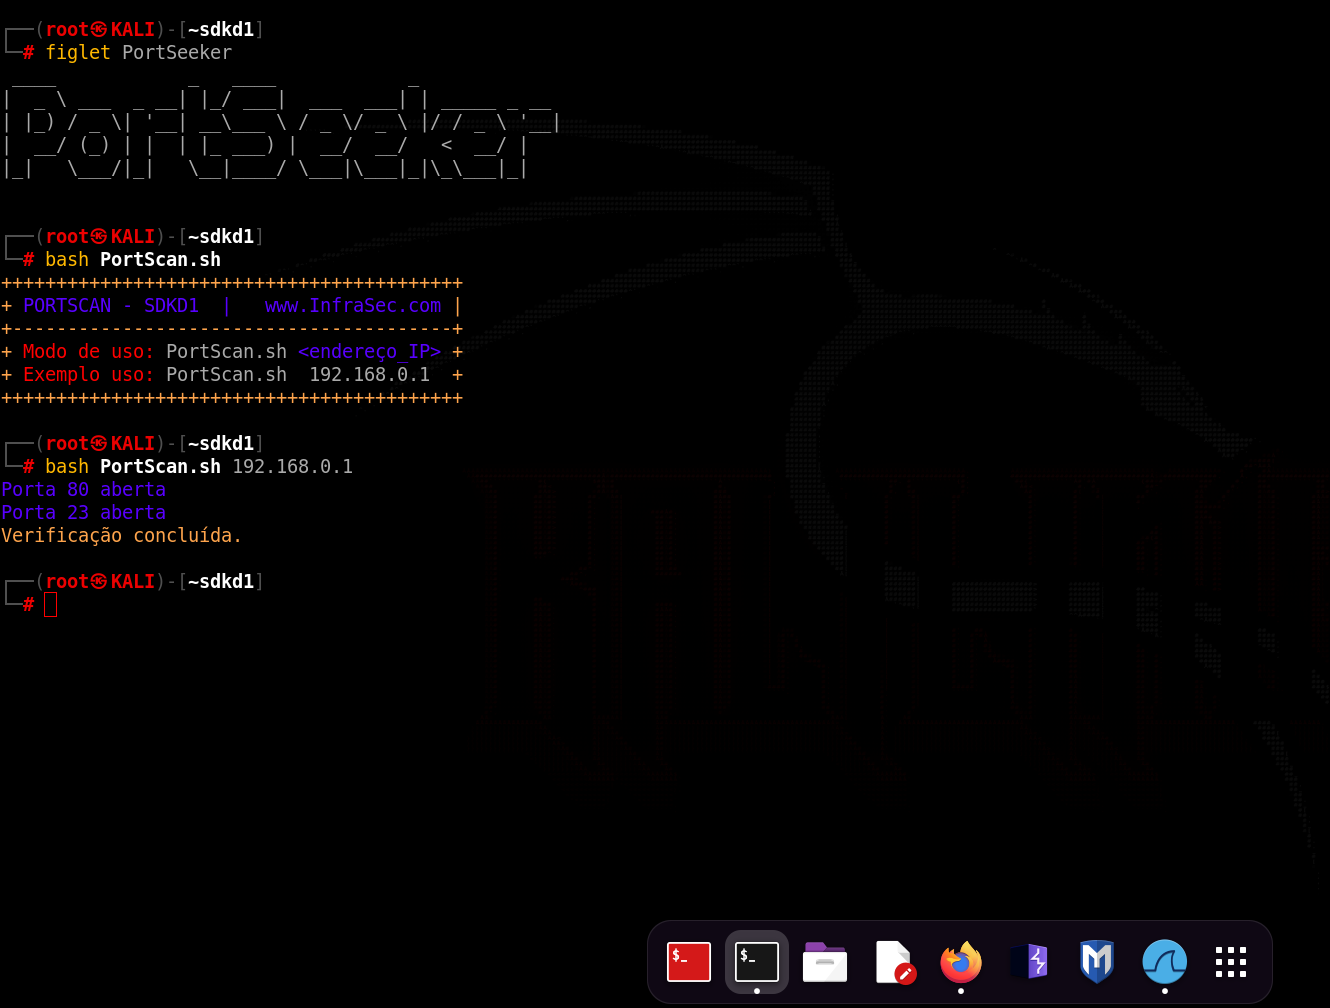 ┌──(root㉿KALI)-[~sdkd1]
└─# figlet PortSeeker
 ____            _   ____            _
|  _ \ ___  _ __| |_/ ___|  ___  ___| | _____ _ __
| |_) / _ \| '__| __\___ \ / _ \/ _ \ |/ / _ \ '__|
|  __/ (_) | |  | |_ ___) |  __/  __/   <  __/ |
|_|   \___/|_|   \__|____/ \___|\___|_|\_\___|_|
┌──(root㉿KALI)-[~sdkd1]
└─# bash PortScan.sh
++++++++++++++++++++++++++++++++++++++++++
+ PORTSCAN - SDKD1  |   www.InfraSec.com |
+----------------------------------------+
+ Modo de uso: PortScan.sh <endereço_IP> +
+ Exemplo uso: PortScan.sh  192.168.0.1  +
++++++++++++++++++++++++++++++++++++++++++
┌──(root㉿KALI)-[~sdkd1]
└─# bash PortScan.sh 192.168.0.1
Porta 80 aberta
Porta 23 aberta
Verificação concluída.
┌──(root㉿KALI)-[~sdkd1]
└─#
$_ $_